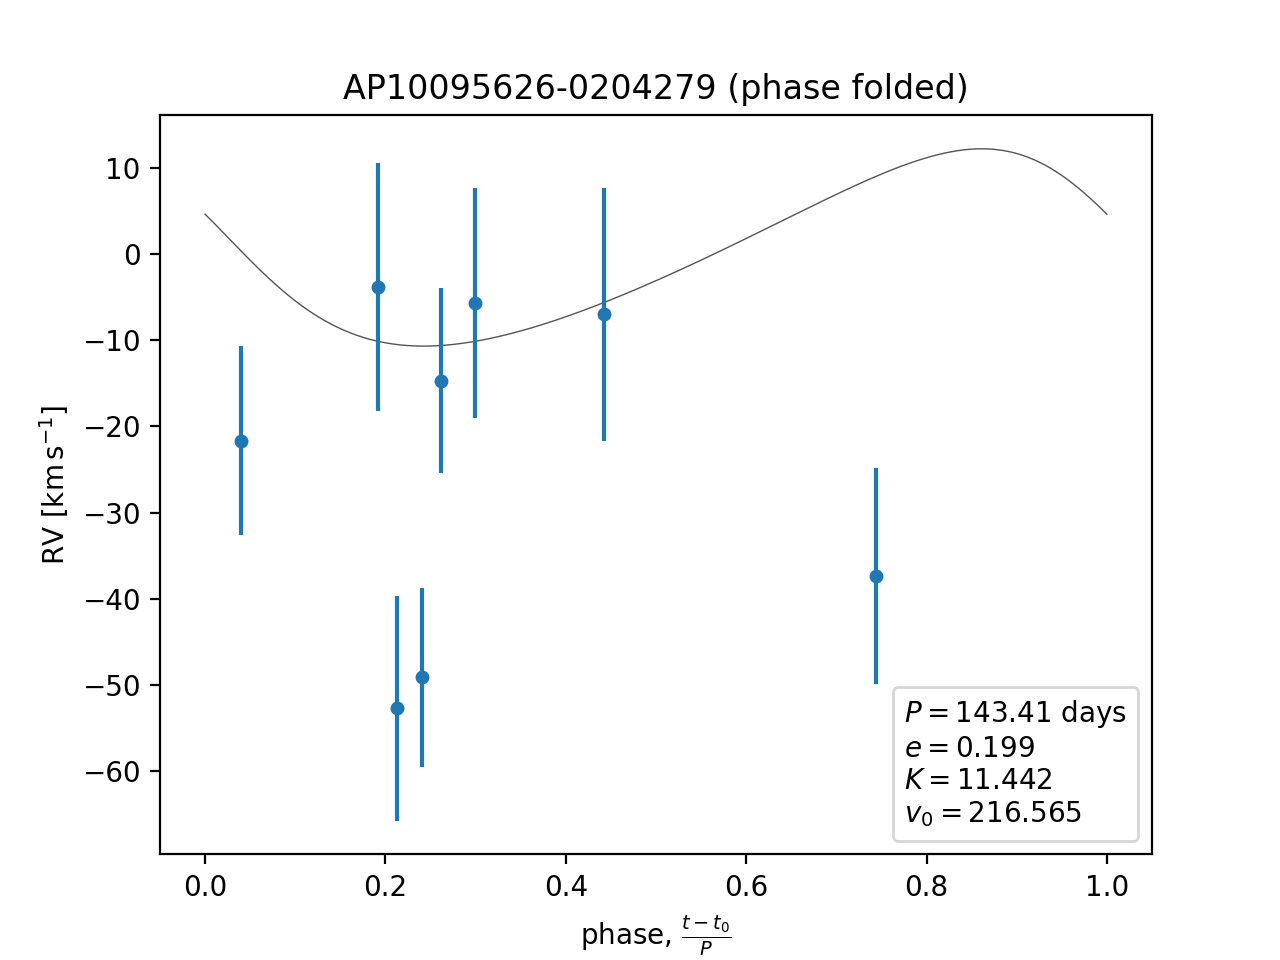 AP10095626-0204279 (phase folded)
10
0
−10
−20
−30
−40
−50
−60
RV [km s⁻¹]
P = 143.41 days
e = 0.199
K = 11.442
v₀ = 216.565
0.0 0.2 0.4 0.6 0.8 1.0
phase, (t − t₀)/P